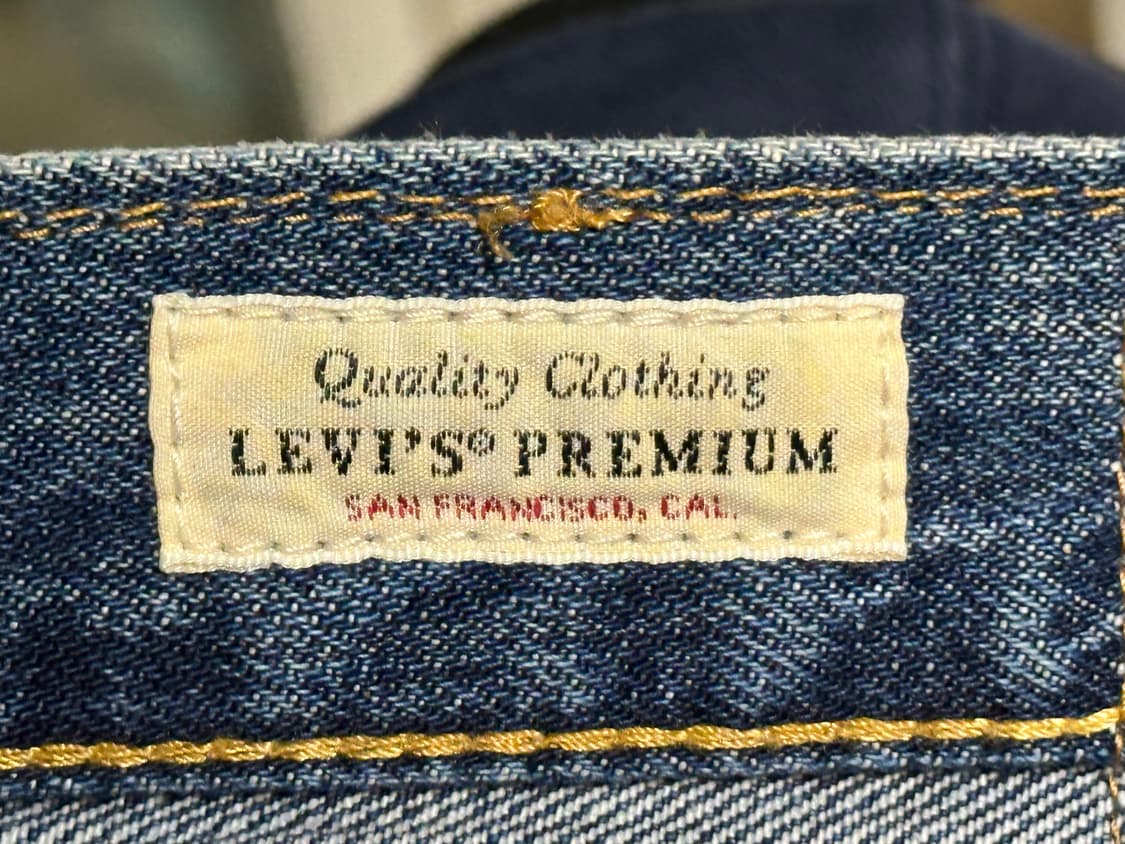 Quality Clothing
LEVI'S® PREMIUM
SAN FRANCISCO, CAL.